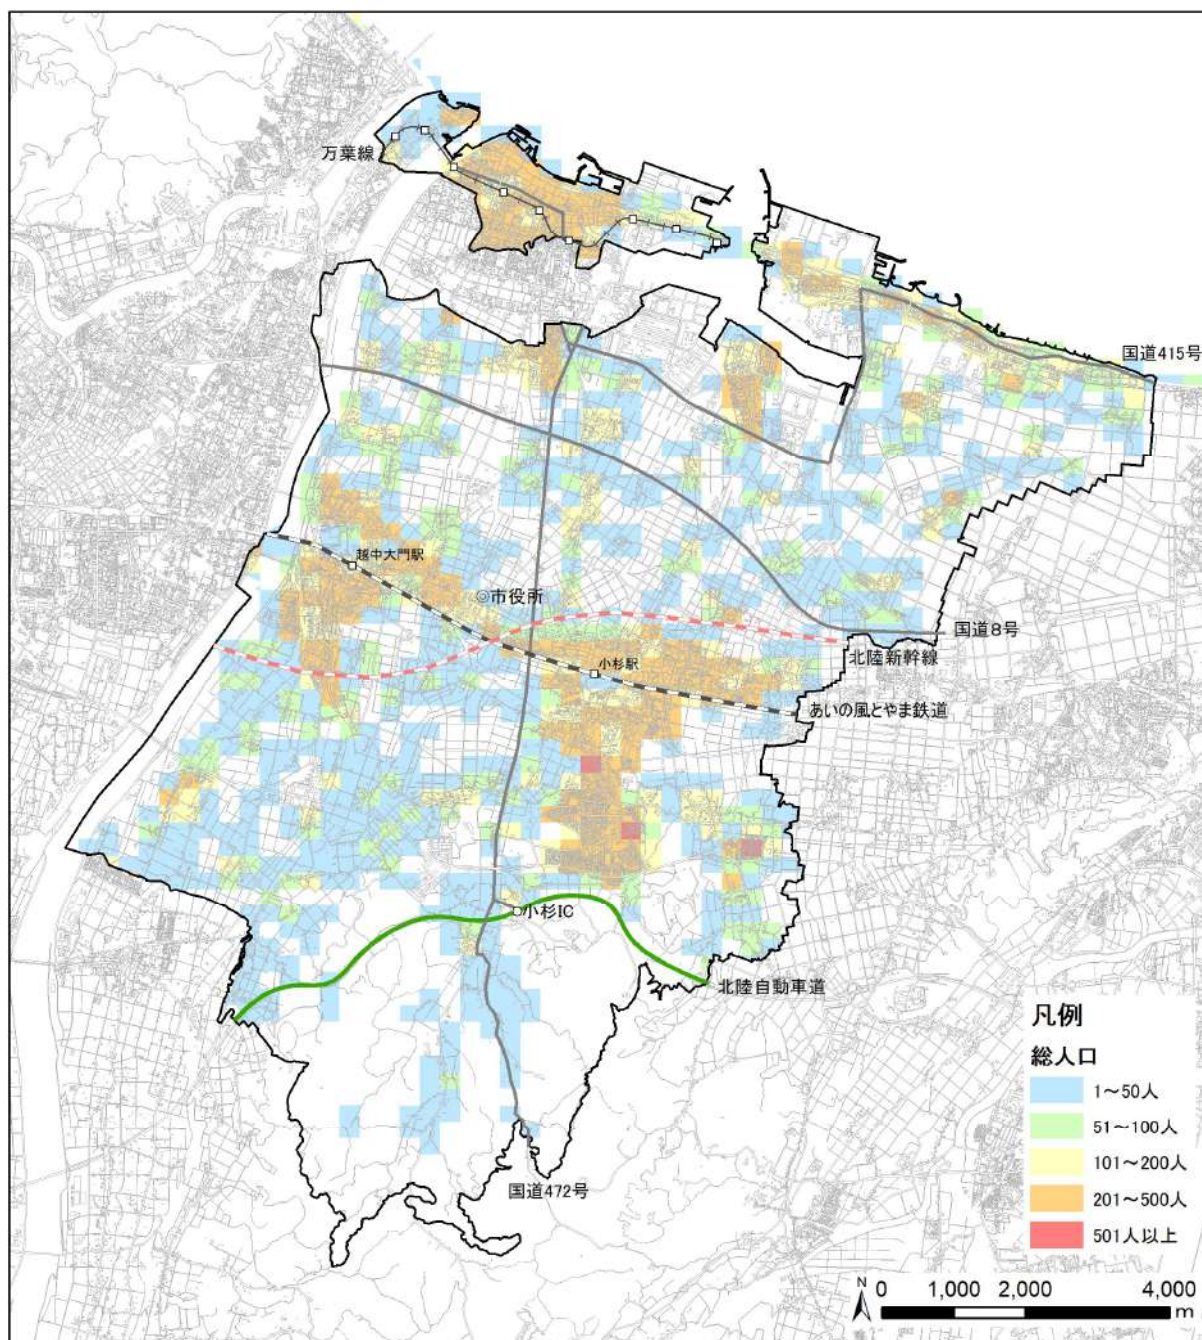 万葉線
国道415号
越中大門駅
市役所
国道8号
北陸新幹線
小杉駅
あいの風とやま鉄道
小杉IC
北陸自動車道
国道472号
凡例
総人口
1～50人
51～100人
101～200人
201～500人
501人以上
N
0 1,000 2,000 4,000
m